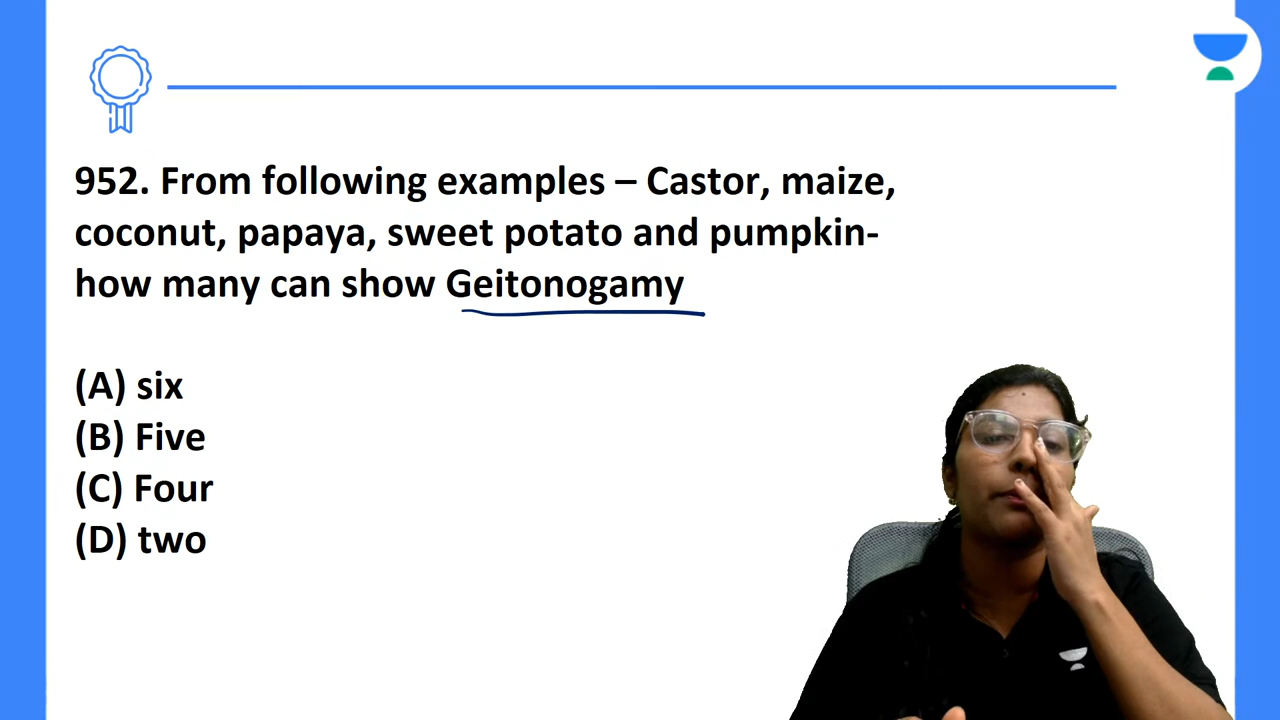 952. From following examples – Castor, maize,
coconut, papaya, sweet potato and pumpkin-
how many can show Geitonogamy
(A) six
(B) Five
(C) Four
(D) two